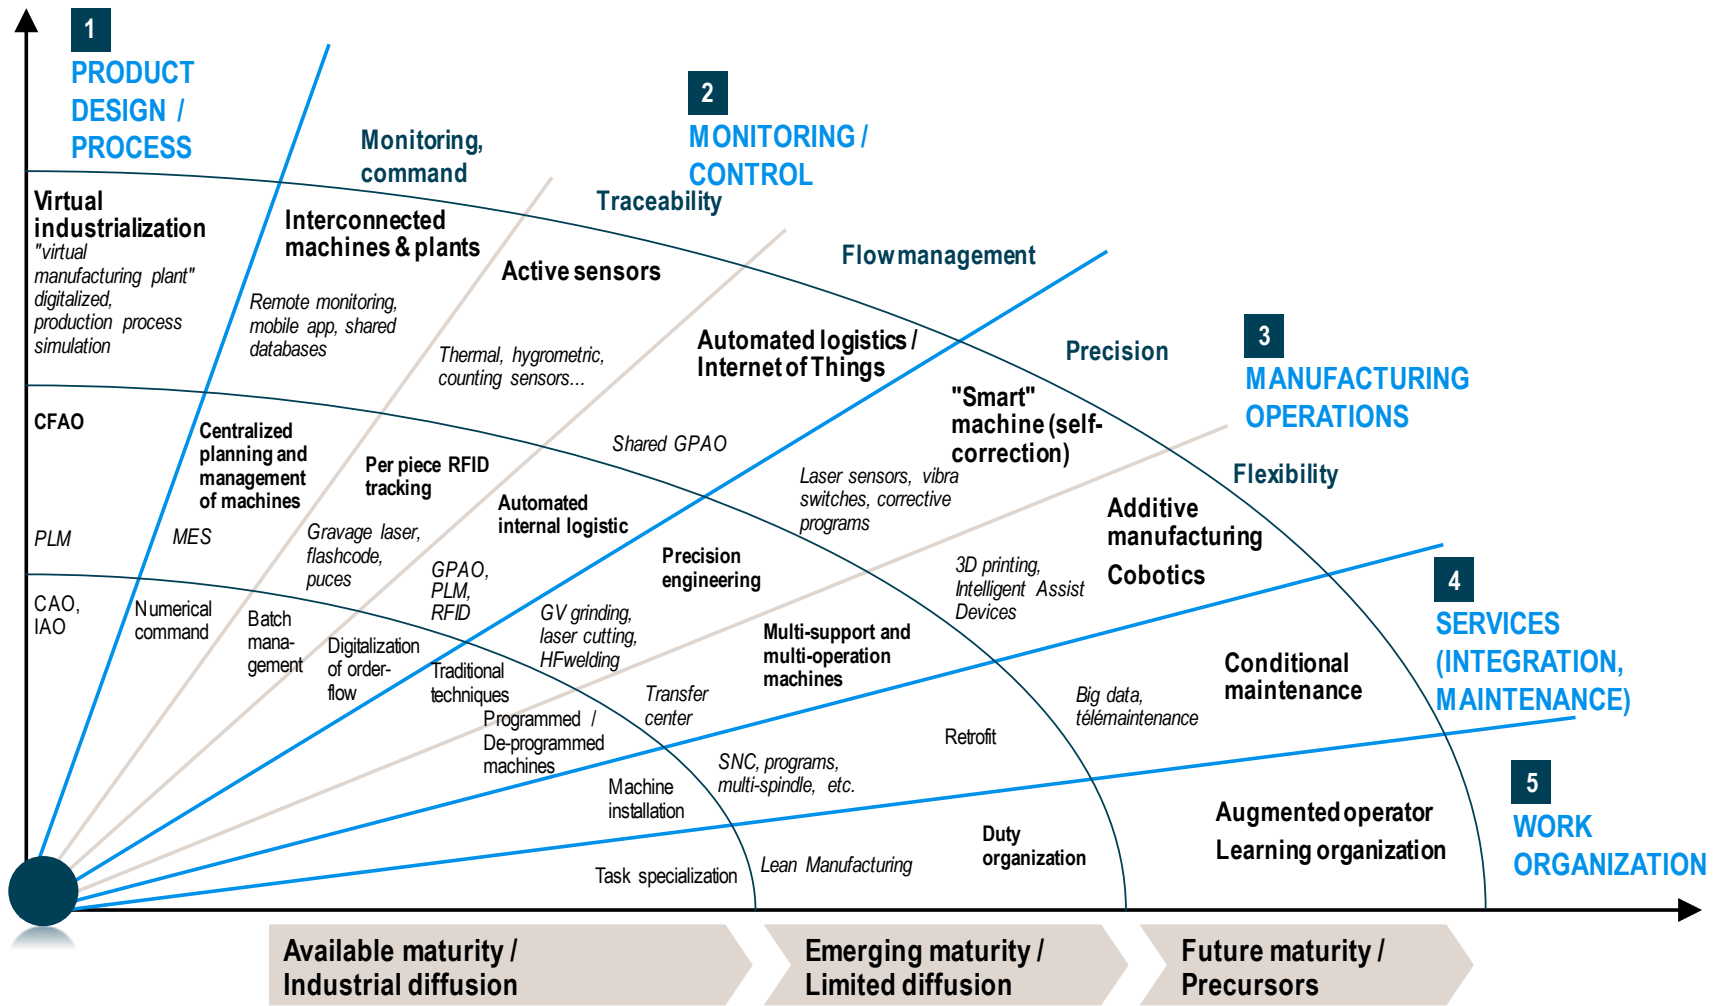 1
PRODUCT
DESIGN /
PROCESS
2
MONITORING /
CONTROL
3
MANUFACTURING
OPERATIONS
4
SERVICES
(INTEGRATION,
MAINTENANCE)
5
WORK
ORGANIZATION
Monitoring,
command
Traceability
Flow management
Precision
Flexibility
Virtual
industrialization
"virtual
manufacturing plant"
digitalized,
production process
simulation
Interconnected
machines & plants
Remote monitoring,
mobile app, shared
databases
Active sensors
Thermal, hygrometric,
counting sensors...
Automated logistics /
Internet of Things
Shared GPAO
"Smart"
machine (self-
correction)
Laser sensors, vibra
switches, corrective
programs
Additive
manufacturing
Cobotics
3D printing,
Intelligent Assist
Devices
Conditional
maintenance
Big data,
télémaintenance
Augmented operator
Learning organization
CFAO
PLM
Centralized
planning and
management
of machines
MES
Per piece RFID
tracking
Gravage laser,
flashcode,
puces
Automated
internal logistic
GPAO,
PLM,
RFID
Precision
engineering
GV grinding,
laser cutting,
HFwelding
Multi-support and
multi-operation
machines
Transfer
center
Retrofit
SNC, programs,
multi-spindle, etc.
Duty
organization
Lean Manufacturing
CAO,
IAO
Numerical
command
Batch
mana-
gement
Digitalization
of order-
flow
Traditional
techniques
Programmed /
De-programmed
machines
Machine
installation
Task specialization
Available maturity /
Industrial diffusion
Emerging maturity /
Limited diffusion
Future maturity /
Precursors